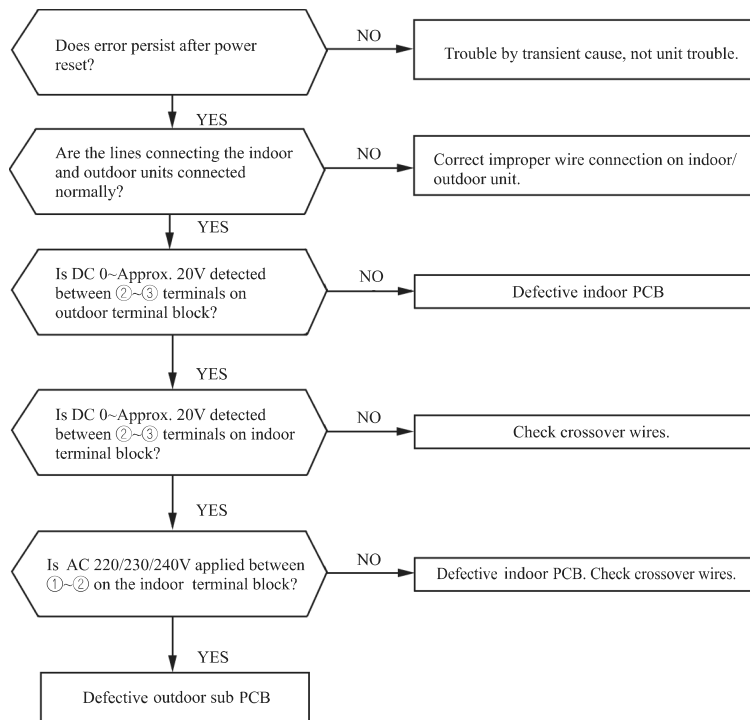 Does error persist after power
reset?
NO
Trouble by transient cause, not unit trouble.
YES
Are the lines connecting the indoor
and outdoor units connected
normally?
NO
Correct improper wire connection on indoor/
outdoor unit.
YES
Is DC 0~Approx. 20V detected
between ②~③ terminals on
outdoor terminal block?
NO
Defective indoor PCB
YES
Is DC 0~Approx. 20V detected
between ②~③ terminals on indoor
terminal block?
NO
Check crossover wires.
YES
Is AC 220/230/240V applied between
①~② on the indoor terminal block?
NO
Defective indoor PCB. Check crossover wires.
YES
Defective outdoor sub PCB